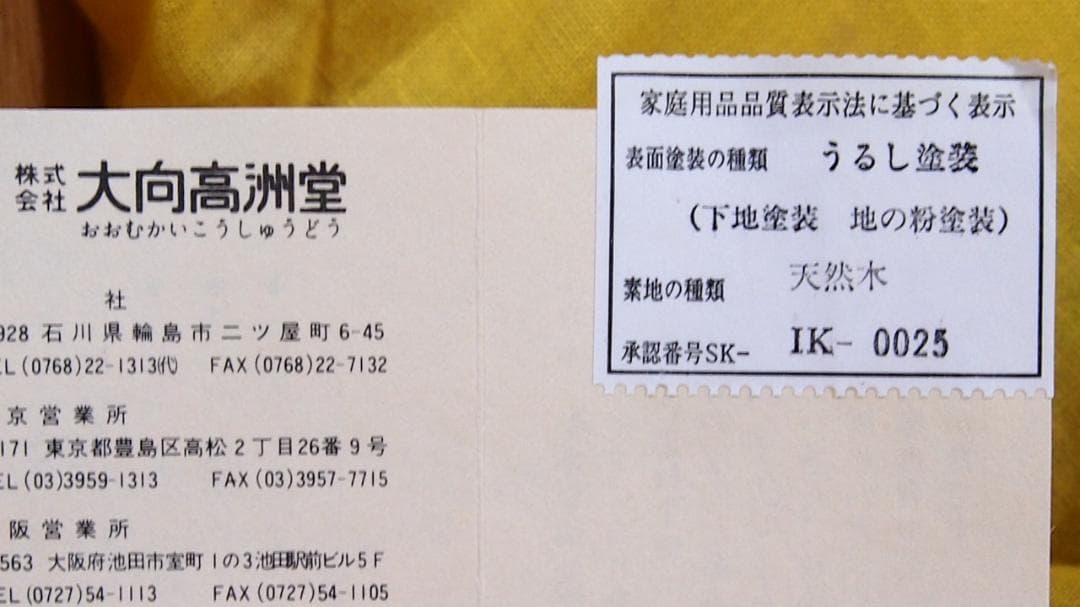 株式会社 大向高洲堂
おおむかいこうしゅうどう
社
928 石川県輪島市二ツ屋町6-45
EL(0768)22-1313㈹ FAX(0768)22-7132
京営業所
171 東京都豊島区高松2丁目26番9号
EL(03)3959-1313 FAX(03)3957-7715
阪営業所
563 大阪府池田市室町1の3池田駅前ビル5F
EL(0727)54-1113 FAX(0727)54-1105
家庭用品品質表示法に基づく表示
表面塗装の種類 うるし塗装
(下地塗装 地の粉塗装)
素地の種類 天然木
承認番号SK- IK- 0025